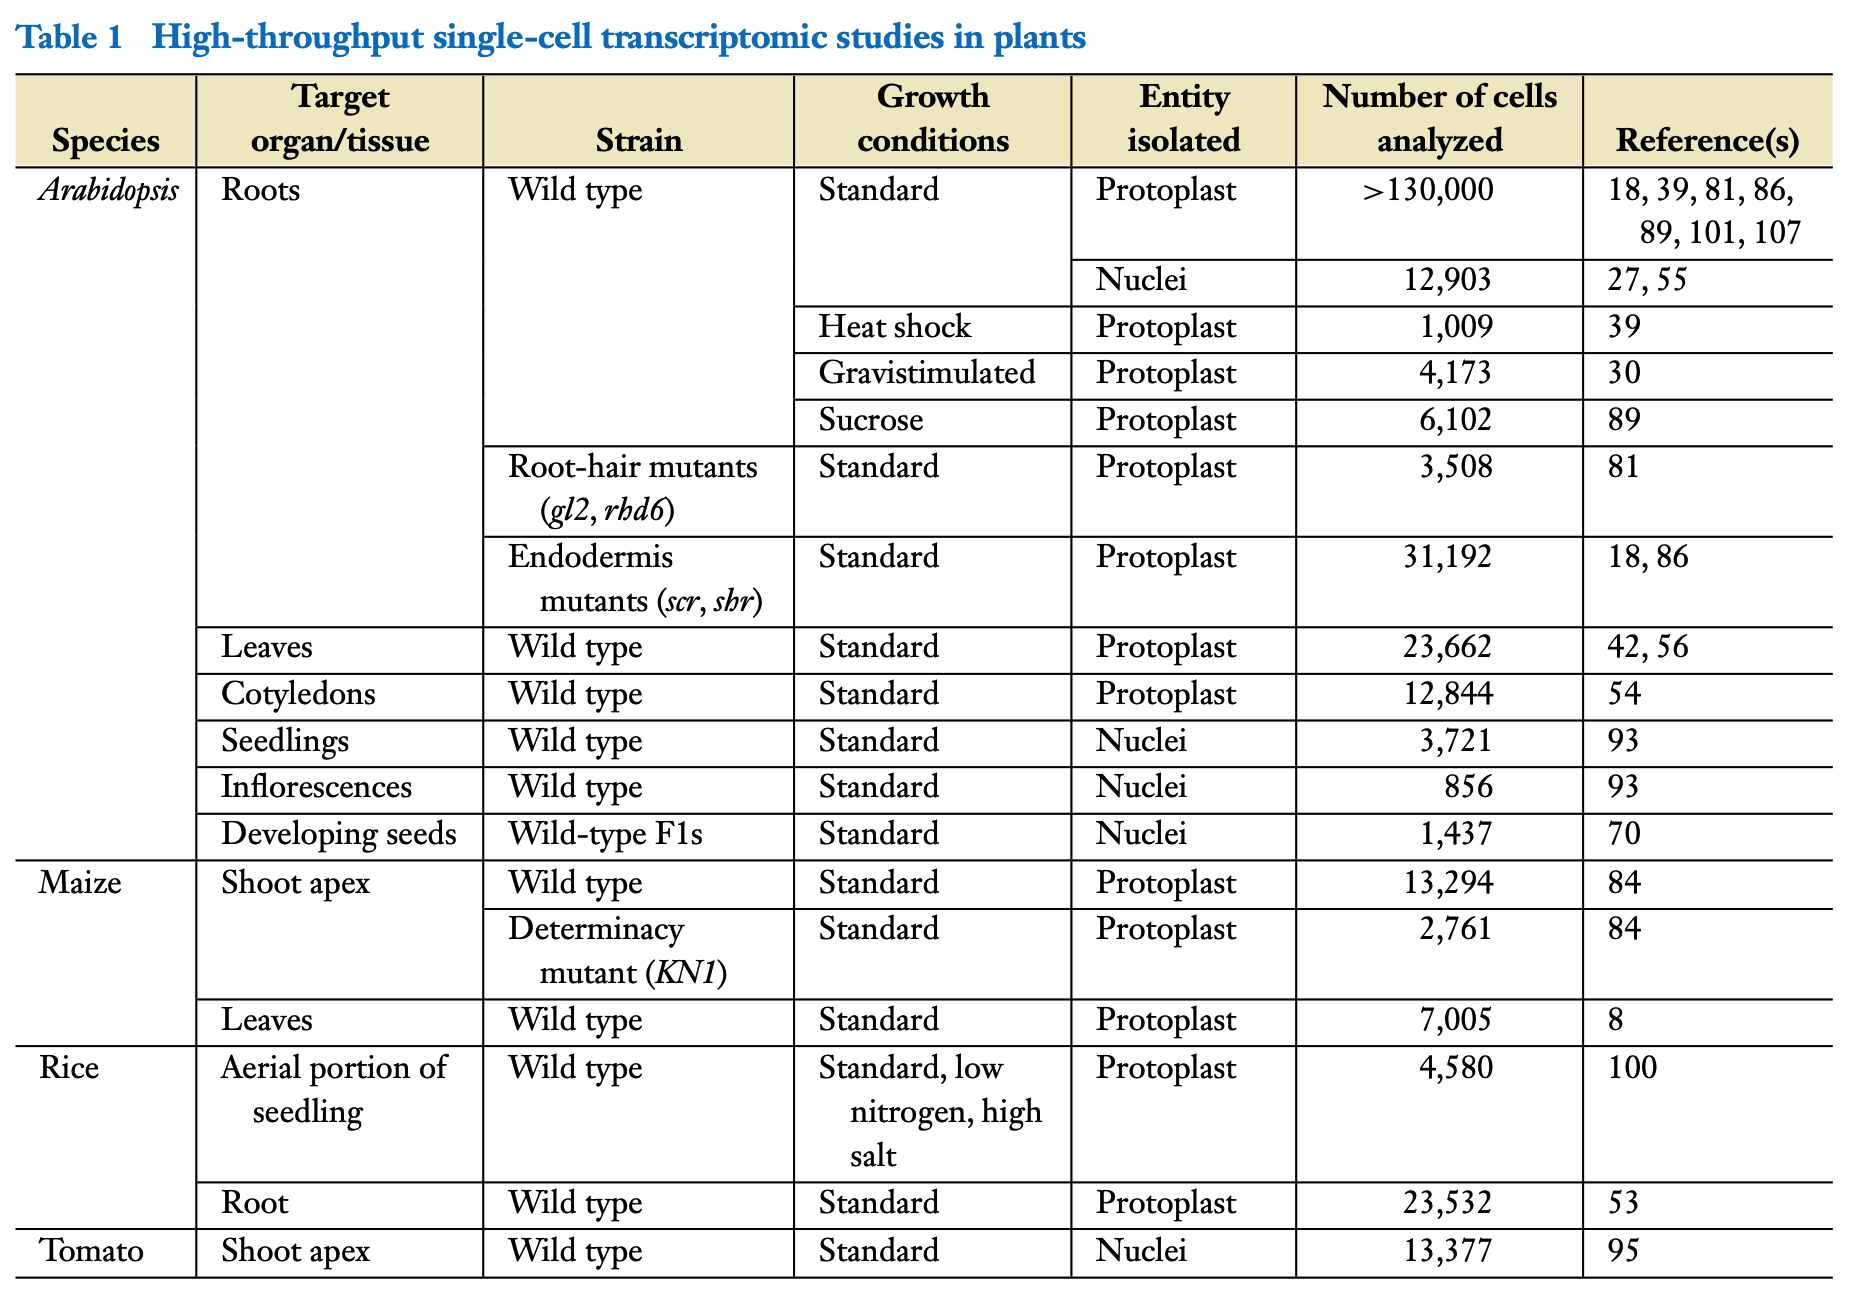 Table 1 High-throughput single-cell transcriptomic studies in plants
Species | Target organ/tissue | Strain | Growth conditions | Entity isolated | Number of cells analyzed | Reference(s)
Arabidopsis | Roots | Wild type | Standard | Protoplast | >130,000 | 18, 39, 81, 86, 89, 101, 107
Nuclei | 12,903 | 27, 55
Heat shock | Protoplast | 1,009 | 39
Gravistimulated | Protoplast | 4,173 | 30
Sucrose | Protoplast | 6,102 | 89
Root-hair mutants (gl2, rhd6) | Standard | Protoplast | 3,508 | 81
Endodermis mutants (scr, shr) | Standard | Protoplast | 31,192 | 18, 86
Leaves | Wild type | Standard | Protoplast | 23,662 | 42, 56
Cotyledons | Wild type | Standard | Protoplast | 12,844 | 54
Seedlings | Wild type | Standard | Nuclei | 3,721 | 93
Inflorescences | Wild type | Standard | Nuclei | 856 | 93
Developing seeds | Wild-type F1s | Standard | Nuclei | 1,437 | 70
Maize | Shoot apex | Wild type | Standard | Protoplast | 13,294 | 84
Determinacy mutant (KN1) | Standard | Protoplast | 2,761 | 84
Leaves | Wild type | Standard | Protoplast | 7,005 | 8
Rice | Aerial portion of seedling | Wild type | Standard, low nitrogen, high salt | Protoplast | 4,580 | 100
Root | Wild type | Standard | Protoplast | 23,532 | 53
Tomato | Shoot apex | Wild type | Standard | Nuclei | 13,377 | 95